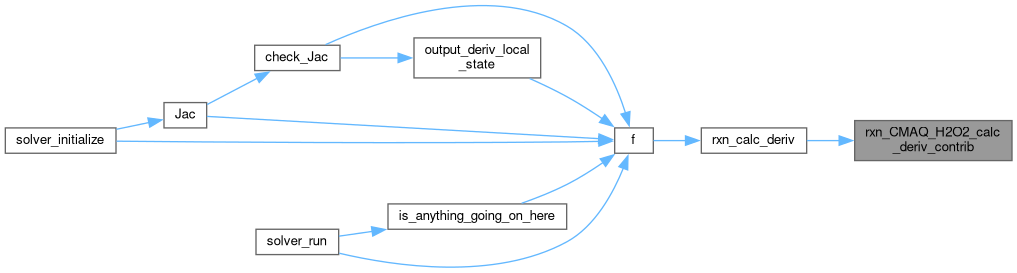 check_Jac
output_deriv_local
_state
Jac
solver_initialize
f
rxn_calc_deriv
rxn_CMAQ_H2O2_calc
_deriv_contrib
is_anything_going_on_here
solver_run